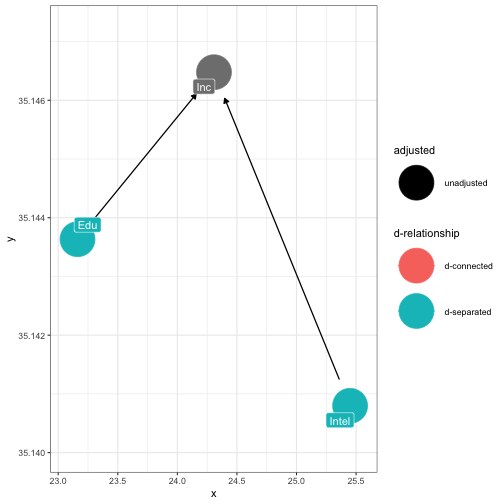 35.146
35.144
35.142
35.140
y
Inc
Edu
Intel
23.0
23.5
24.0
24.5
25.0
25.5
x
adjusted
unadjusted
d-relationship
d-connected
d-separated